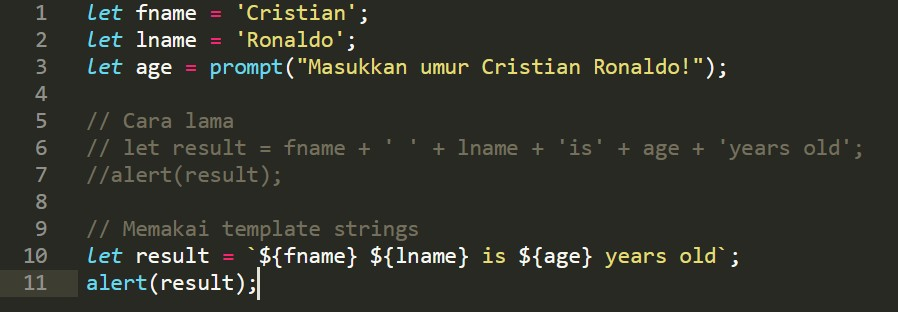 1 let fname = 'Cristian';
2 let lname = 'Ronaldo';
3 let age = prompt("Masukkan umur Cristian Ronaldo!");
4
5 // Cara lama
6 // let result = fname + ' ' + lname + 'is' + age + 'years old';
7 //alert(result);
8
9 // Memakai template strings
10 let result = `${fname} ${lname} is ${age} years old`;
11 alert(result);